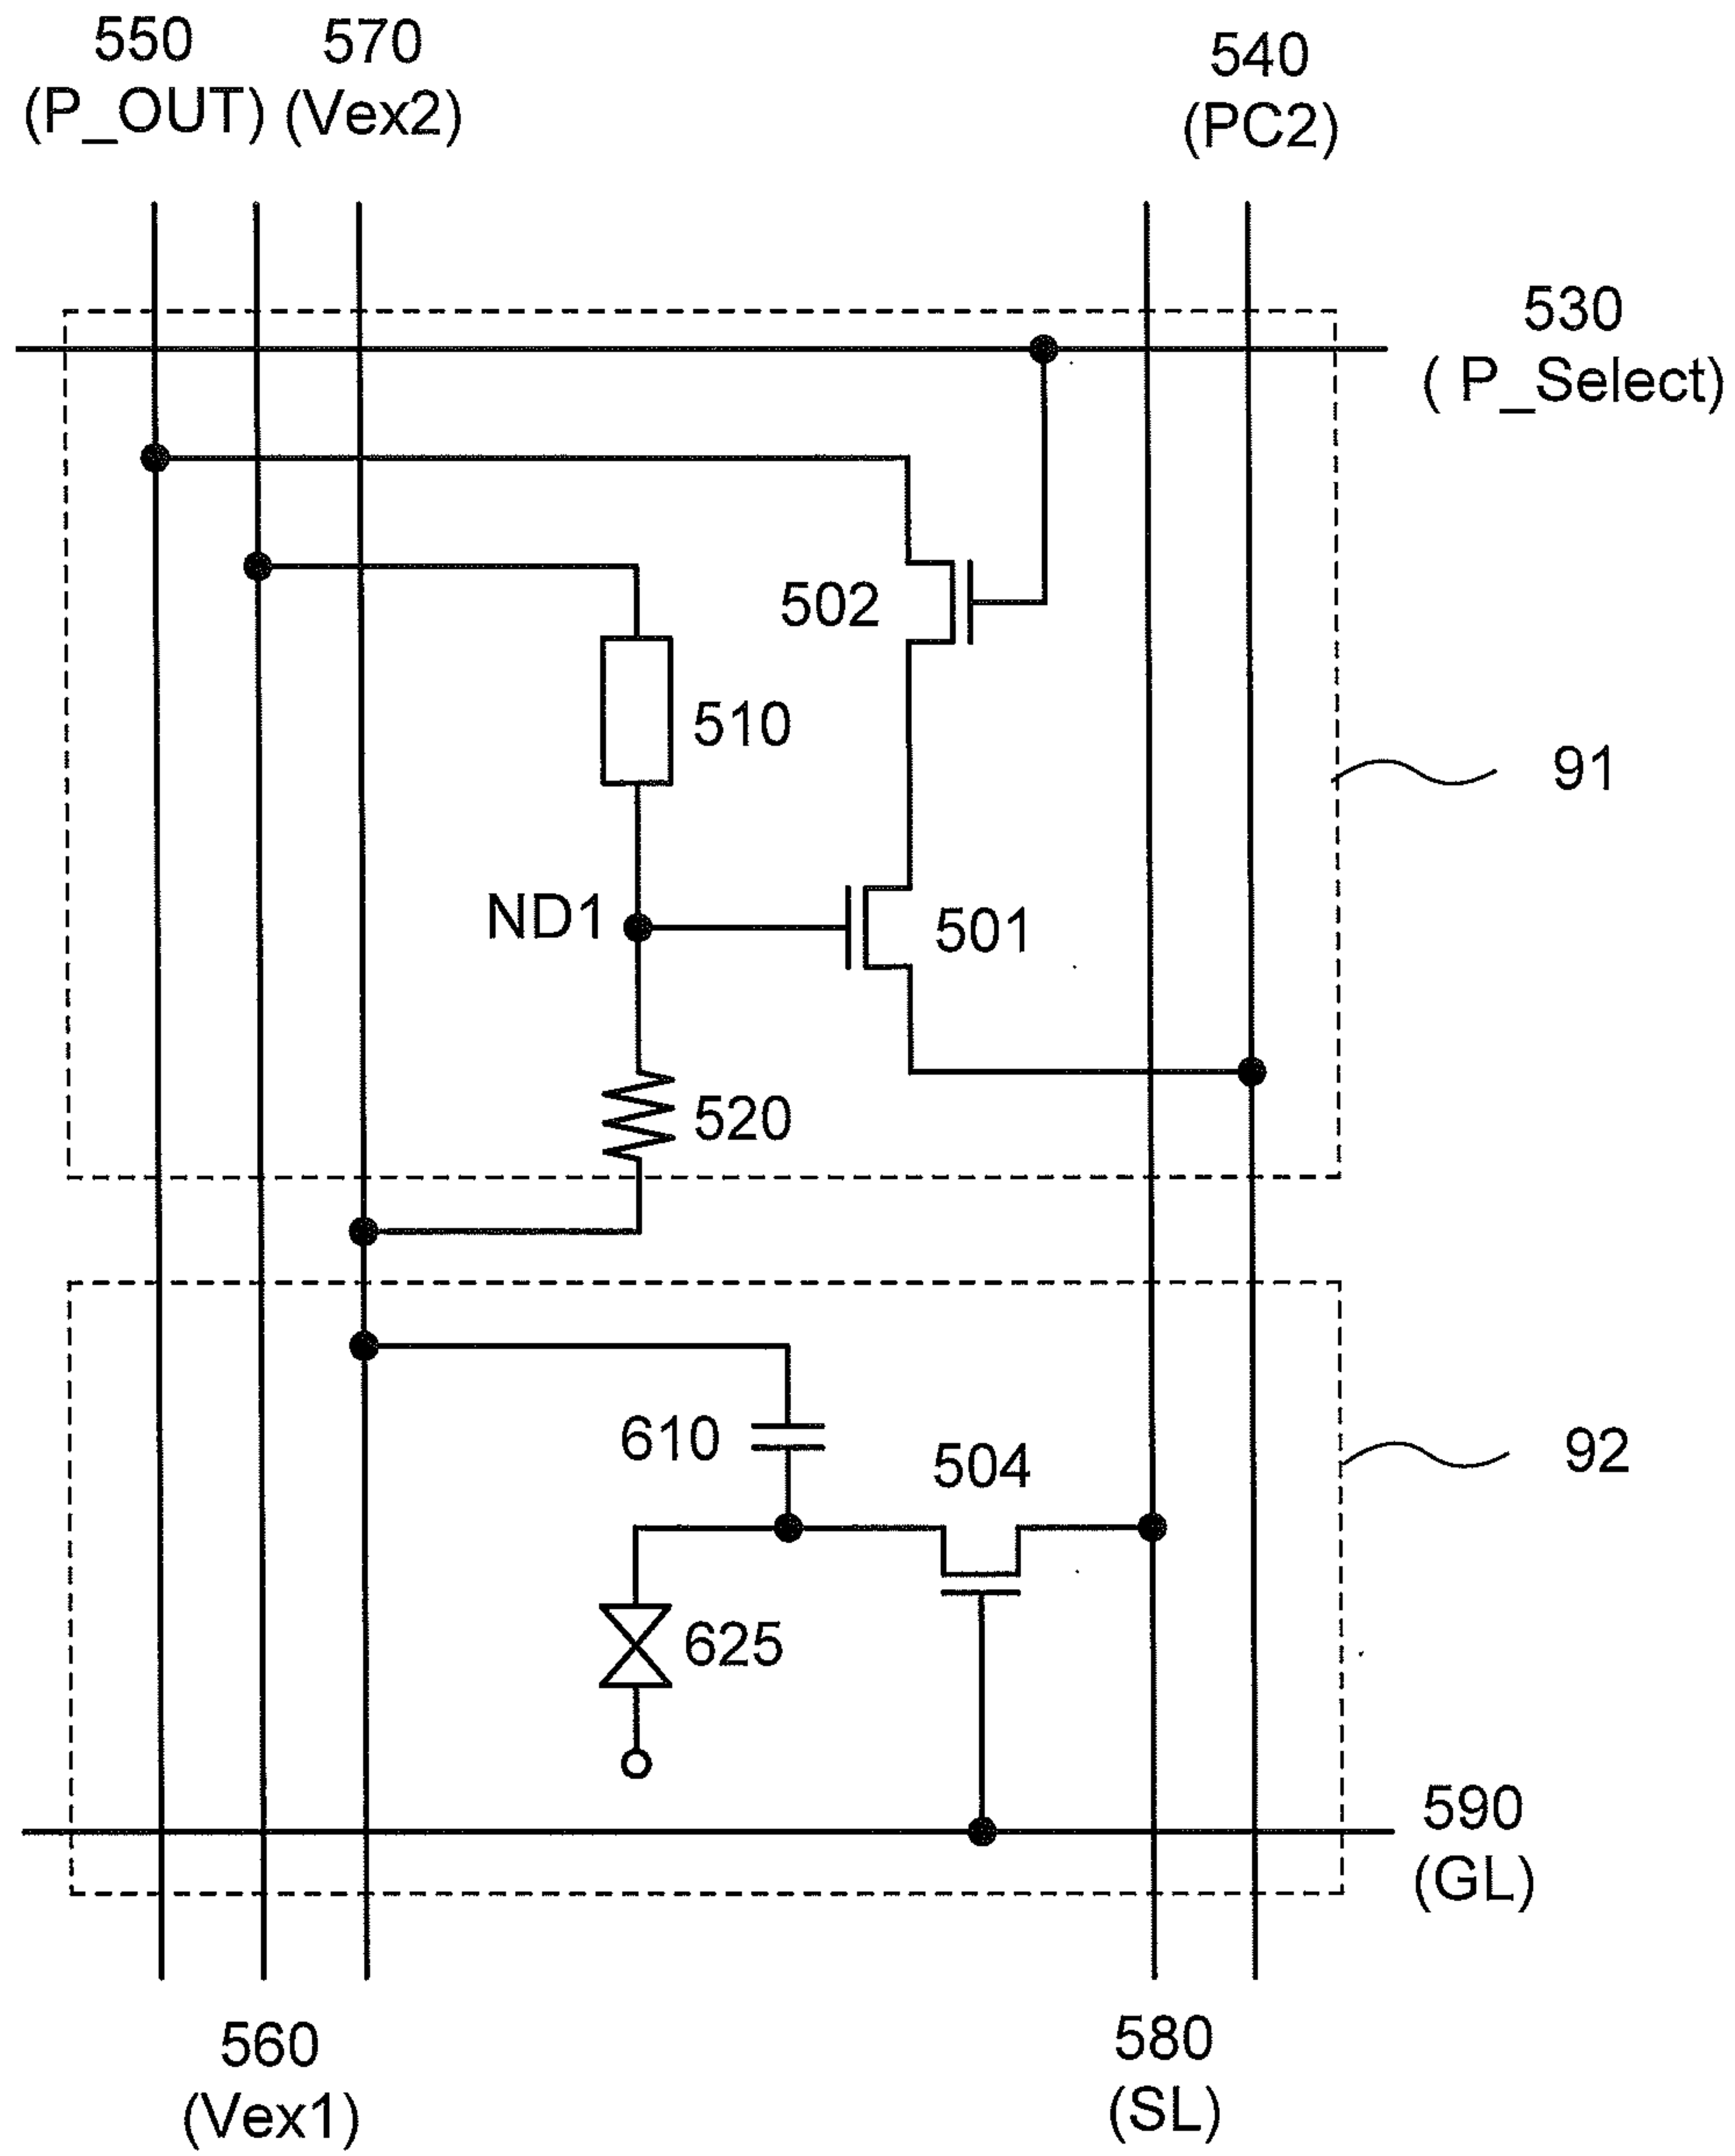 550 570 540
(P_OUT) (Vex2) (PC2)
530
( P_Select)
502
510
91
ND1
501
520
610
504
92
625
590
(GL)
560 580
(Vex1) (SL)